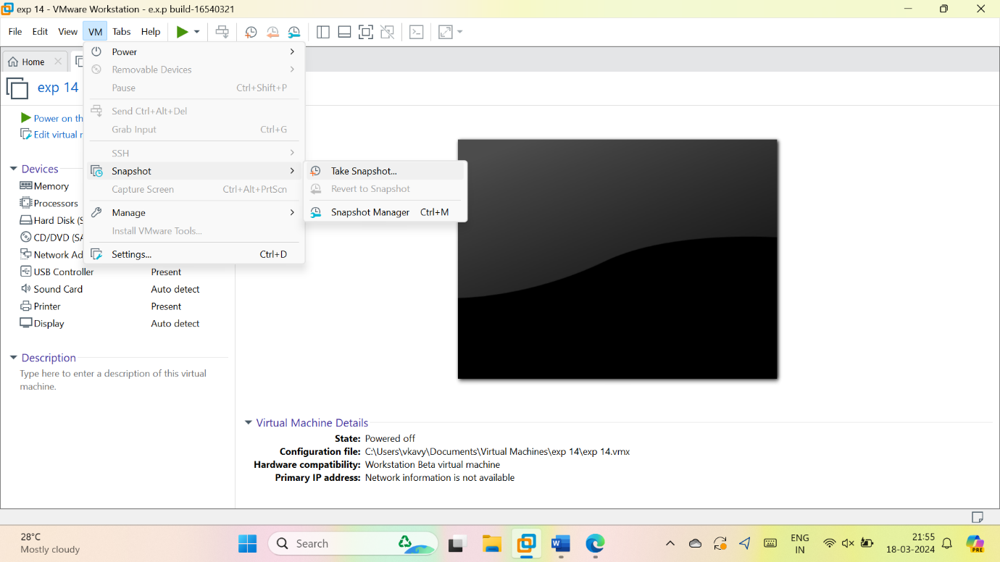 exp 14 - VMware Workstation - e.x.p build-16540321
File Edit View VM Tabs Help
Home
exp 14
Power on th
Edit virtual r
Power
Removable Devices
Pause Ctrl+Shift+P
Send Ctrl+Alt+Del
Grab Input Ctrl+G
SSH
Snapshot
Capture Screen Ctrl+Alt+PrtScn
Manage
Install VMware Tools...
Settings... Ctrl+D
Take Snapshot...
Revert to Snapshot
Snapshot Manager Ctrl+M
Devices
Memory
Processors
Hard Disk (S
CD/DVD (SA
Network Ad
USB Controller Present
Sound Card Auto detect
Printer Present
Display Auto detect
Description
Type here to enter a description of this virtual
machine.
Virtual Machine Details
State: Powered off
Configuration file: C:\Users\vkavy\Documents\Virtual Machines\exp 14\exp 14.vmx
Hardware compatibility: Workstation Beta virtual machine
Primary IP address: Network information is not available
28°C
Mostly cloudy
Search
ENG
IN
21:55
18-03-2024
PRE